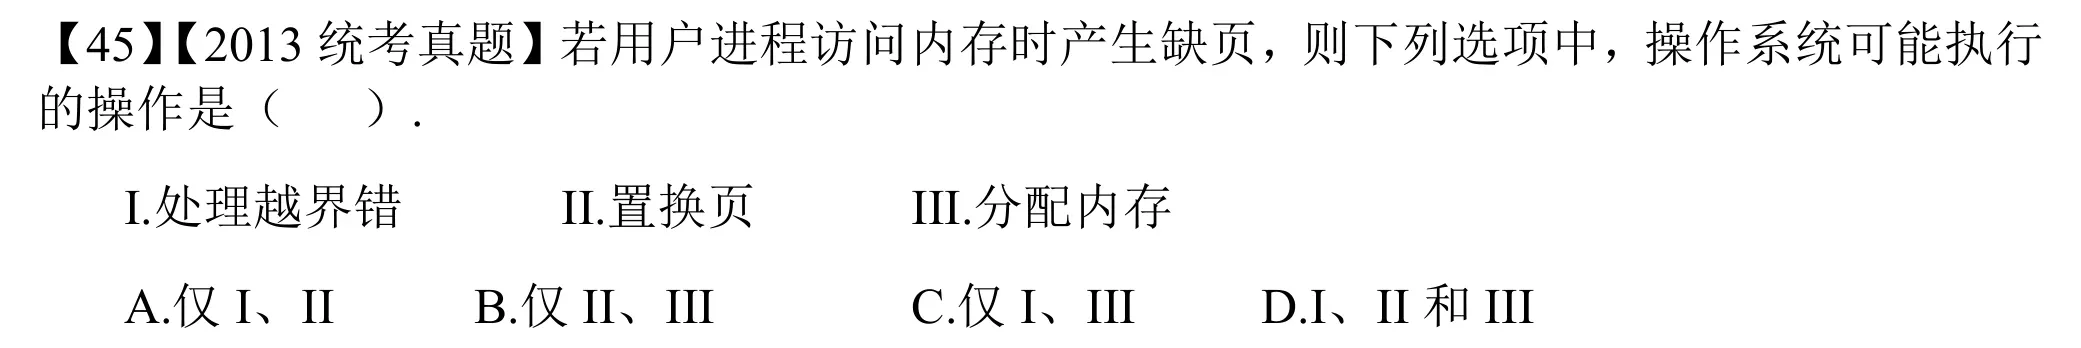 【45】【2013 统考真题】若用户进程访问内存时产生缺页，则下列选项中，操作系统可能执行
的操作是（　　）.
I.处理越界错　　II.置换页　　III.分配内存
A.仅 I、II　　B.仅 II、III　　C.仅 I、III　　D.I、II 和 III